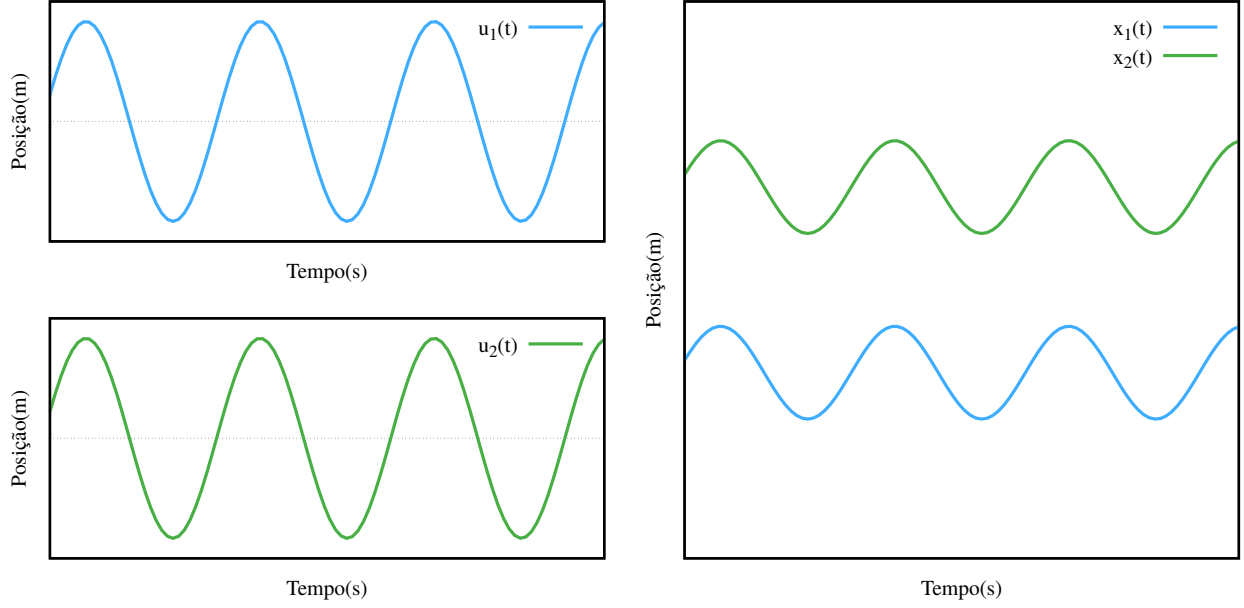 u₁(t)
Posição(m)
Tempo(s)
u₂(t)
Posição(m)
Tempo(s)
x₁(t)
x₂(t)
Posição(m)
Tempo(s)